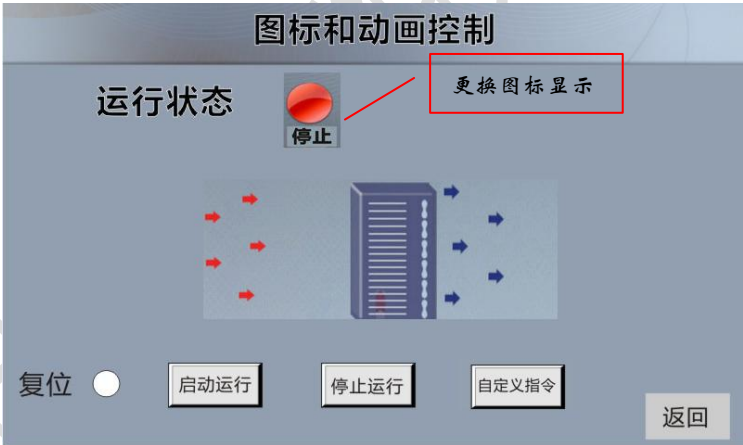 图标和动画控制
运行状态
停止
更换图标显示
复位
启动运行
停止运行
自定义指令
返回